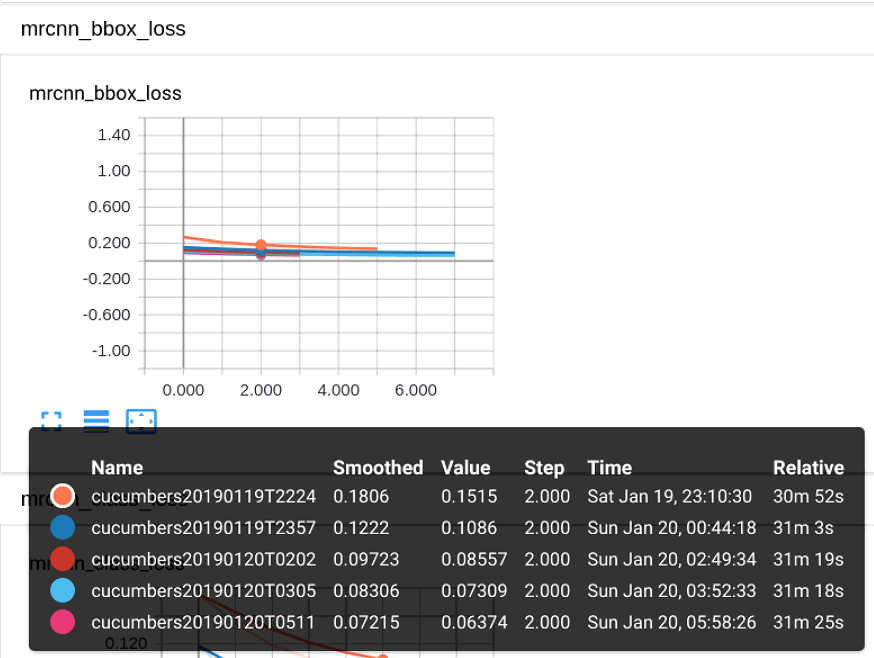 mrcnn_bbox_loss
mrcnn_bbox_loss
1.40
1.00
0.600
0.200
-0.200
-0.600
-1.00
0.000 2.000 4.000 6.000
Name Smoothed Value Step Time Relative
mrcnn_class_loss
cucumbers20190119T2224 0.1806 0.1515 2.000 Sat Jan 19, 23:10:30 30m 52s
cucumbers20190119T2357 0.1222 0.1086 2.000 Sun Jan 20, 00:44:18 31m 3s
mrcnn_class_loss
cucumbers20190120T0202 0.09723 0.08557 2.000 Sun Jan 20, 02:49:34 31m 19s
cucumbers20190120T0305 0.08306 0.07309 2.000 Sun Jan 20, 03:52:33 31m 18s
cucumbers20190120T0511 0.07215 0.06374 2.000 Sun Jan 20, 05:58:26 31m 25s
0.120